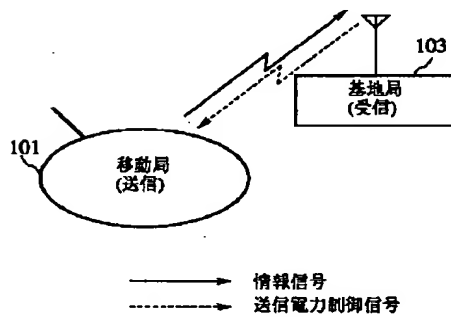 103
基地局
(受信)
101
移動局
(送信)
情報信号
送信電力制御信号